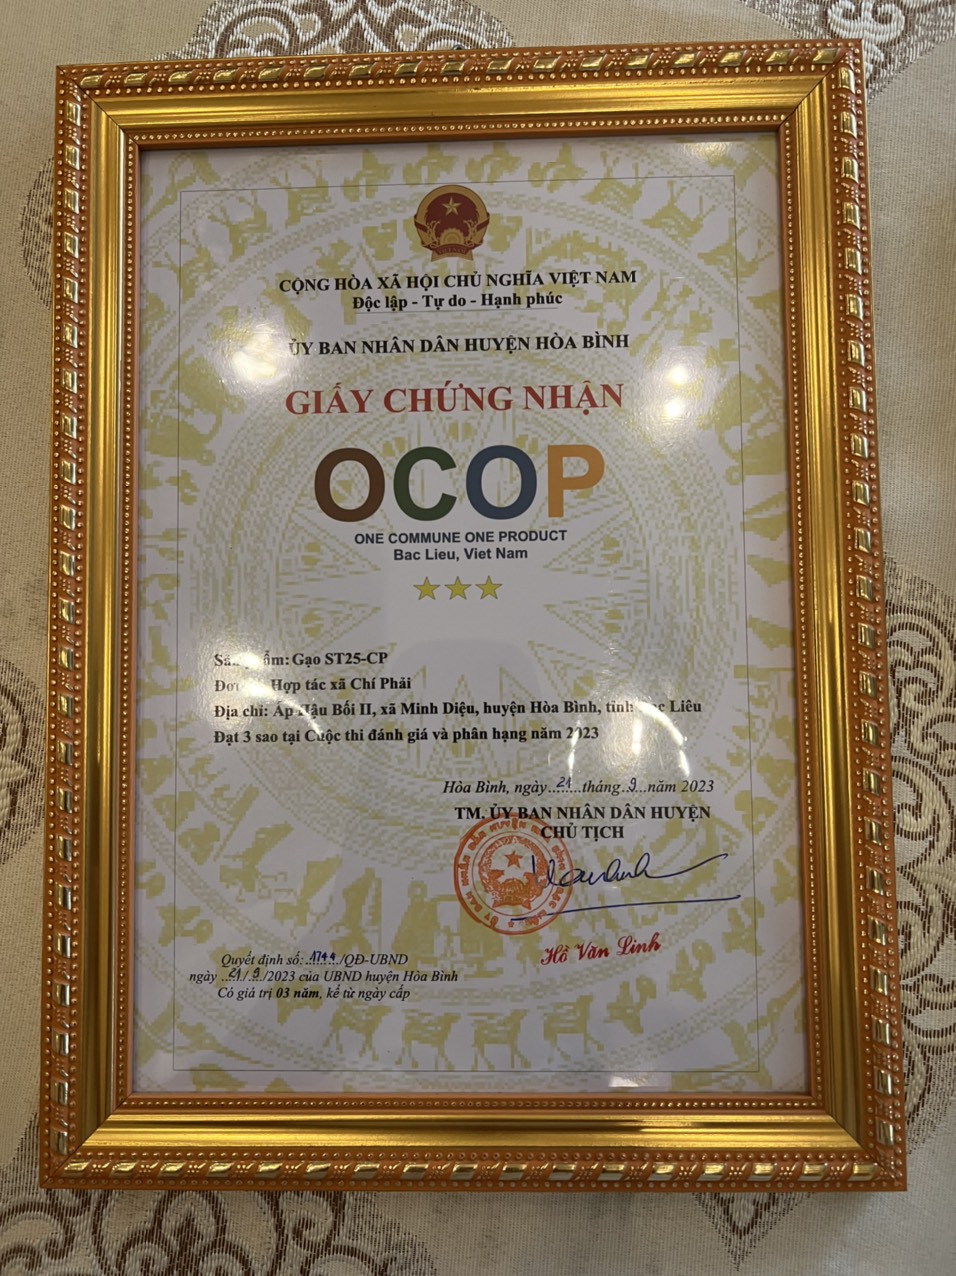 CỘNG HÒA XÃ HỘI CHỦ NGHĨA VIỆT NAM
Độc lập - Tự do - Hạnh phúc
ỦY BAN NHÂN DÂN HUYỆN HÒA BÌNH
GIẤY CHỨNG NHẬN
OCOP
ONE COMMUNE ONE PRODUCT
Bac Lieu, Viet Nam
Gạo ST25-CP
Hợp tác xã Chí Phải
Địa chỉ: Ấp Hậu Bối II, xã Minh Diệu, huyện Hòa Bình, tỉnh Bạc Liêu
Đạt 3 sao tại Cuộc thi đánh giá và phân hạng năm 2023
Hòa Bình, ngày..21...tháng..9..năm 2023
TM. ỦY BAN NHÂN DÂN HUYỆN
CHỦ TỊCH
Hồ Văn Linh
Quyết định số: 1744/QĐ-UBND
ngày ..21./..9../2023 của UBND huyện Hòa Bình
Có giá trị 03 năm, kể từ ngày cấp